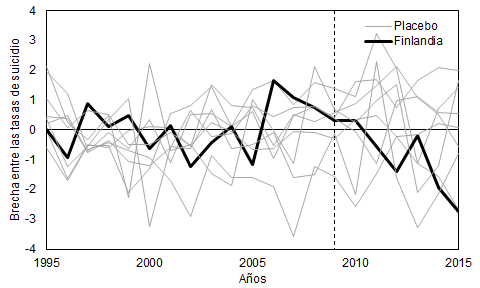 Brecha entre las tasas de suicidio
4
3
2
1
0
-1
-2
-3
-4
Placebo
Finlandia
1995 2000 2005 2010 2015
Años